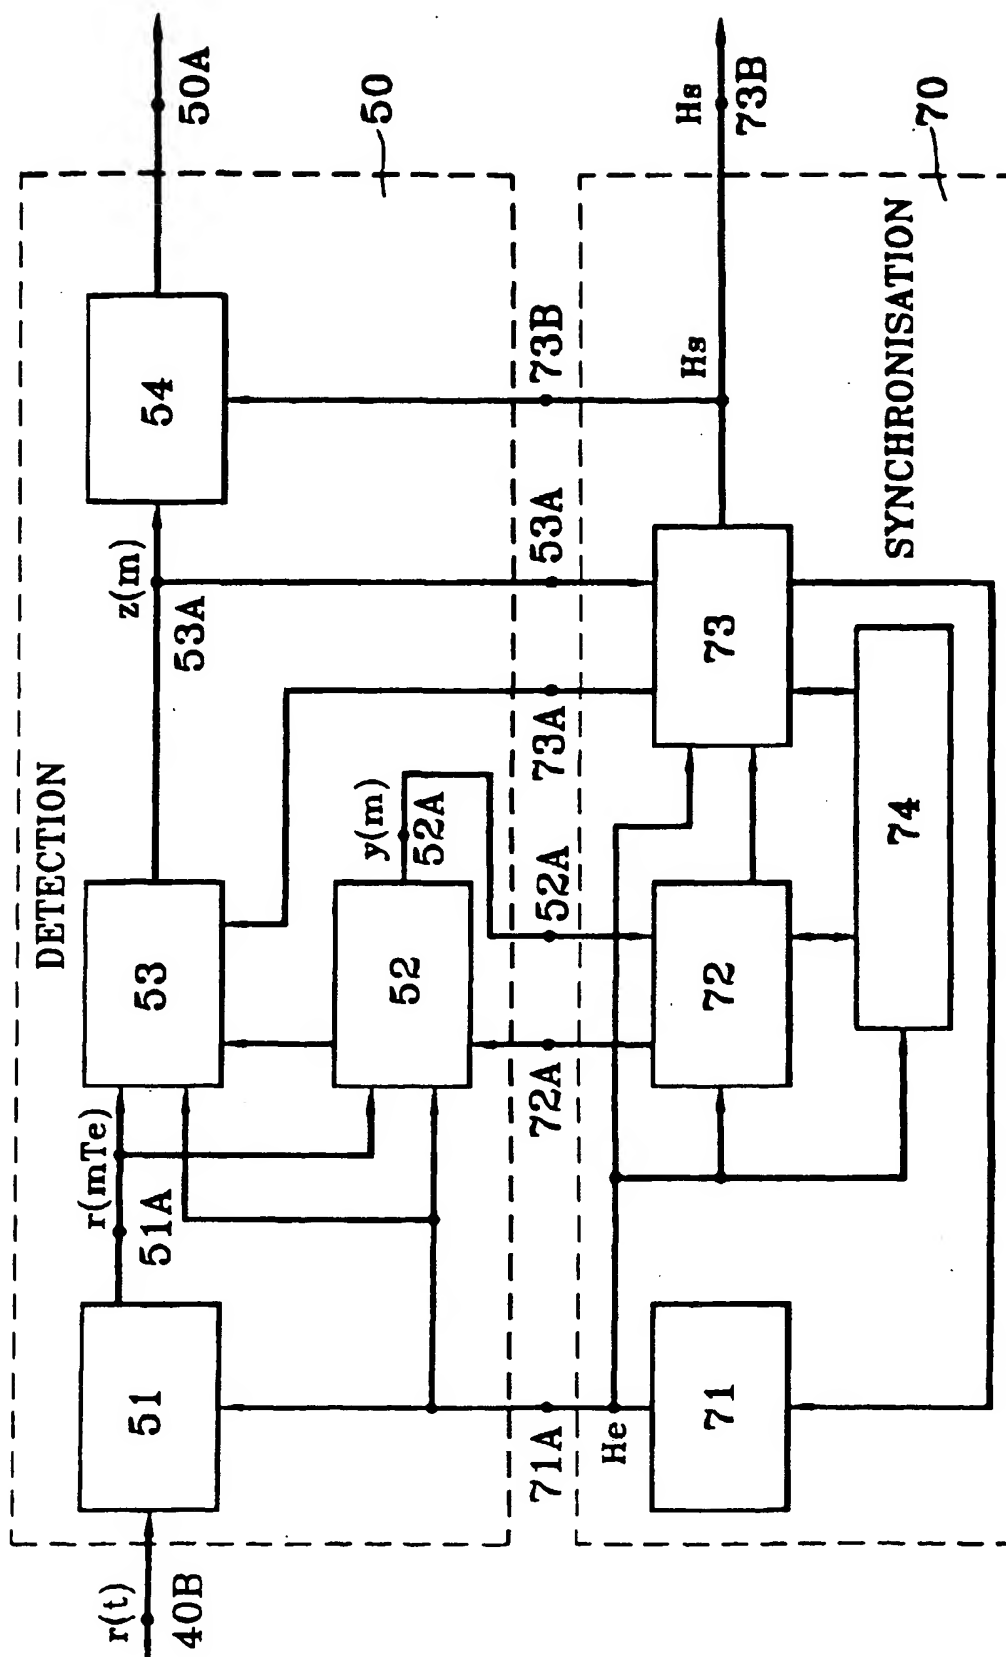 50A
50
DETECTION
54
73B
z(m)
53A
53A
73A
53
y(m)
52A
52A
52
72A
r(mTe)
51A
51
71A
r(t)
40B
Hs
73B
70
Hs
SYNCHRONISATION
73
74
72
He
71